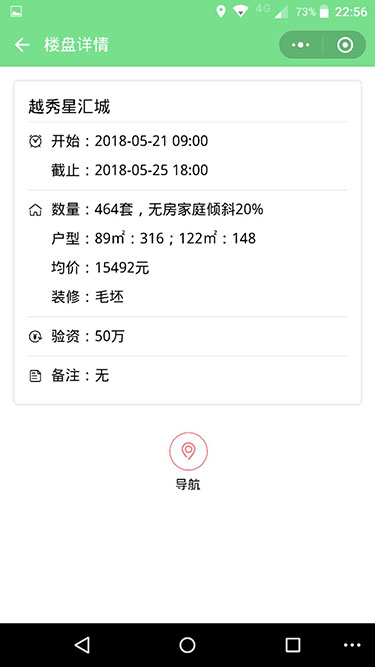 4G 73% 22:56
楼盘详情
越秀星汇城
开始：2018-05-21 09:00
截止：2018-05-25 18:00
数量：464套，无房家庭倾斜20%
户型：89㎡：316；122㎡：148
均价：15492元
装修：毛坯
验资：50万
备注：无
导航